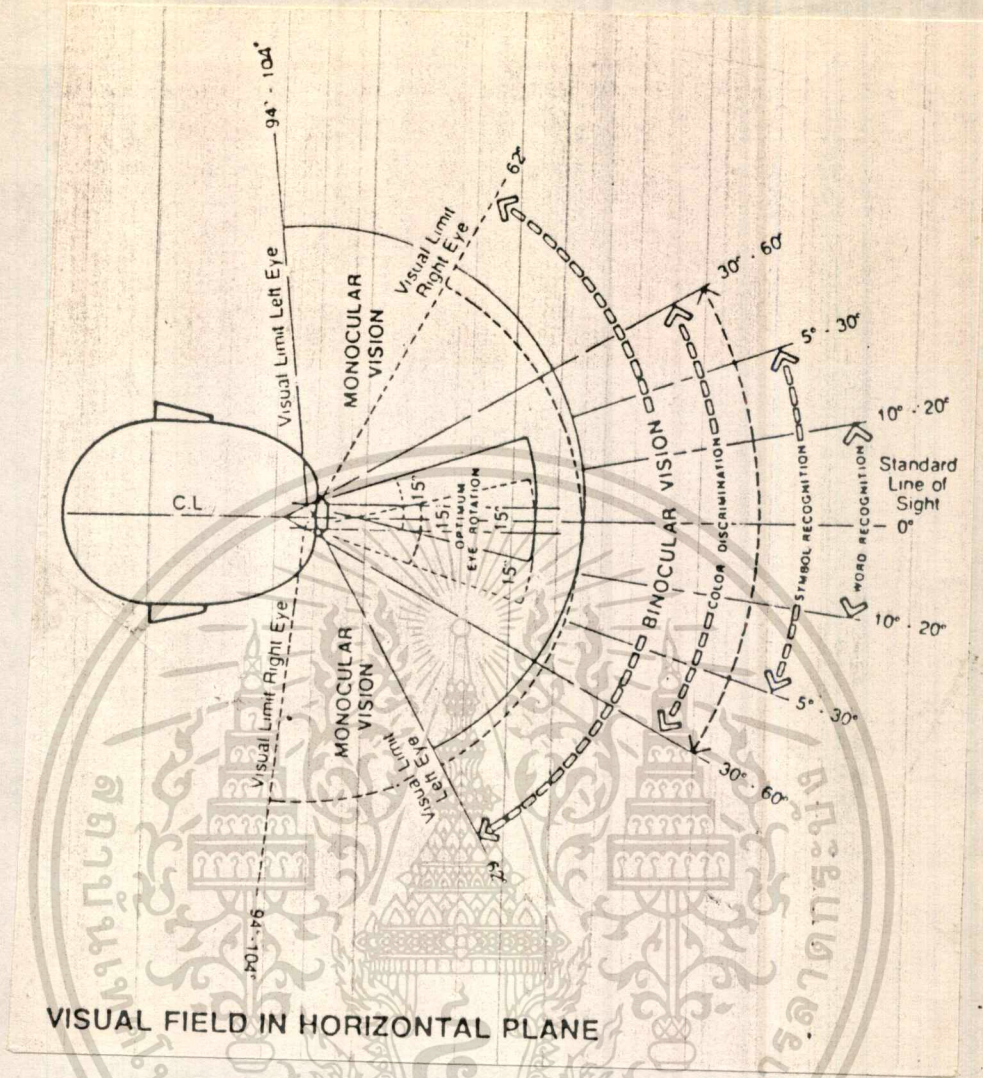 94° - 104°
Visual Limit Left Eye
MONOCULAR
VISION
Visual Limit
Right Eye
62°
30° - 60°
5° - 30°
10° - 20°
Standard
Line of
Sight
0°
C.L
15°
15°
15°
15°
OPTIMUM
EYE ROTATION
BINOCULAR VISION
COLOR DISCRIMINATION
SYMBOL RECOGNITION
WORD RECOGNITION
10° - 20°
5° - 30°
30° - 60°
62°
Visual Limit
Left Eye
MONOCULAR
VISION
Visual Limit Right Eye
94° - 104°
VISUAL FIELD IN HORIZONTAL PLANE